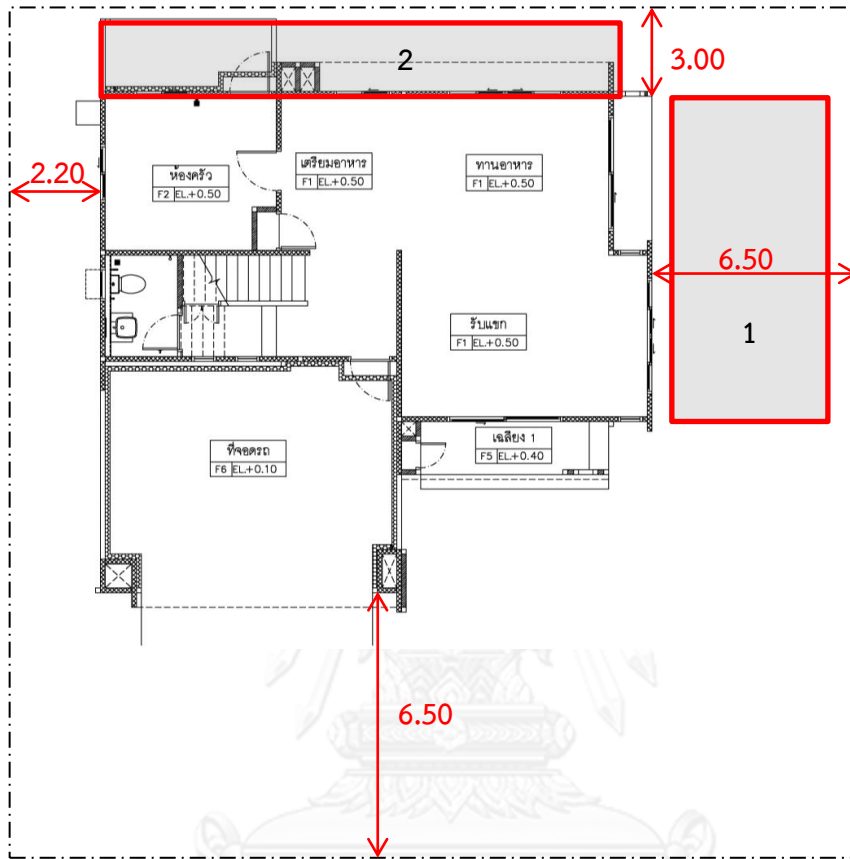 2
3.00
2.20
ห้องครัว
F2 EL.+0.50
เตรียมอาหาร
F1 EL.+0.50
ทานอาหาร
F1 EL.+0.50
6.50
1
รับแขก
F1 EL.+0.50
ที่จอดรถ
F6 EL.+0.10
เฉลียง 1
F5 EL.+0.40
6.50